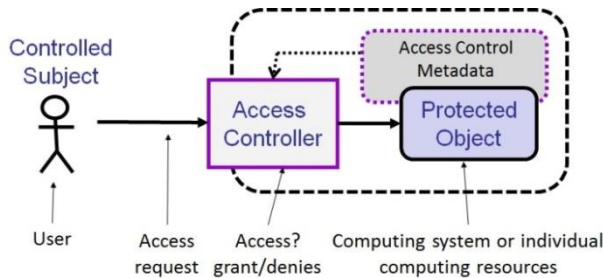 Controlled
Subject
Access Control
Metadata
Access
Controller
Protected
Object
User
Access
request
Access?
grant/denies
Computing system or individual
computing resources